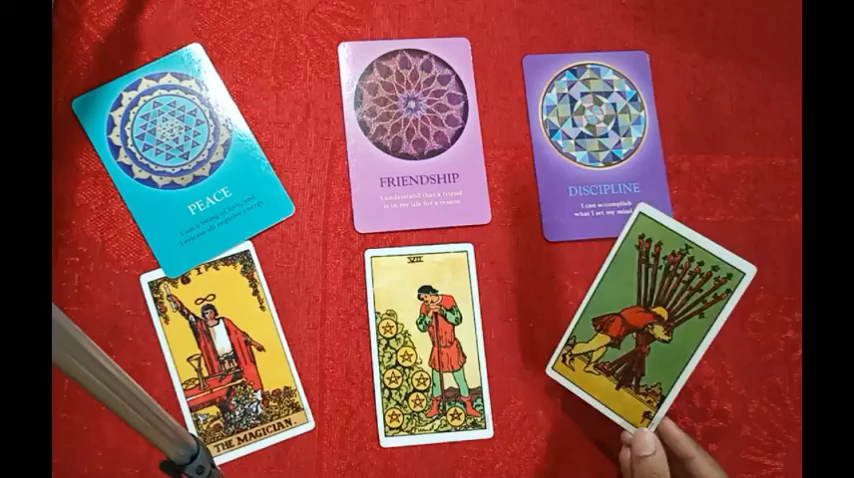 PEACE
I am a being of love, and
I release all negative energy
FRIENDSHIP
I understand that a friend
is in my life for a reason
DISCIPLINE
I can accomplish
what I set my mind
I
THE MAGICIAN.
VII
X